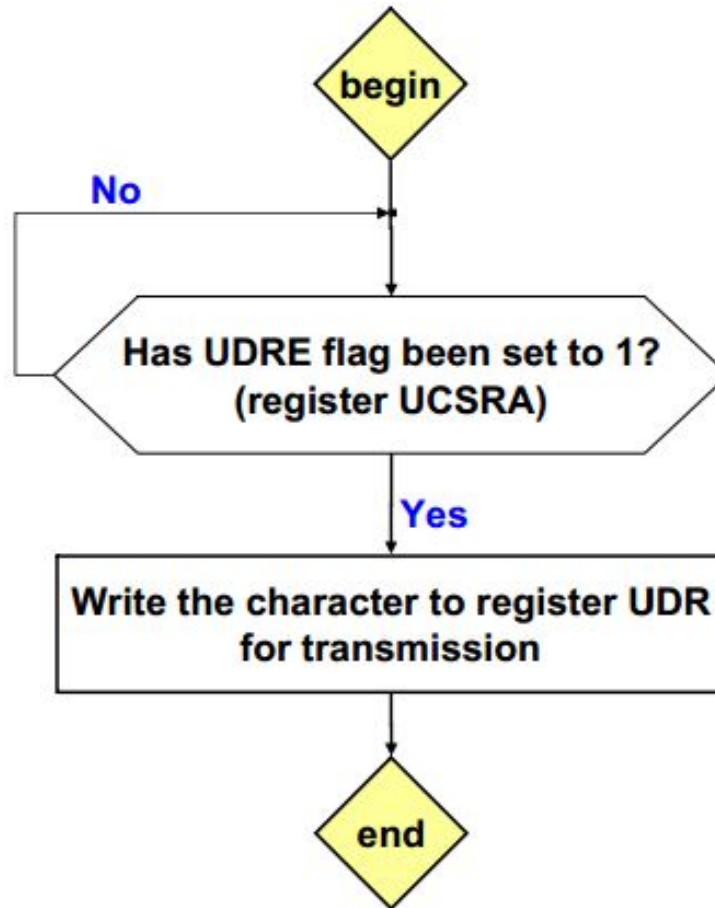 begin
No
Has UDRE flag been set to 1?
(register UCSRA)
Yes
Write the character to register UDR
for transmission
end